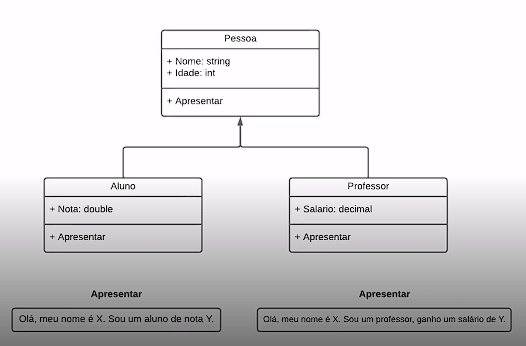 Pessoa
+ Nome: string
+ Idade: int
+ Apresentar
Aluno
+ Nota: double
+ Apresentar
Professor
+ Salario: decimal
+ Apresentar
Apresentar
Olá, meu nome é X. Sou um aluno de nota Y.
Apresentar
Olá, meu nome é X. Sou um professor, ganho um salário de Y.